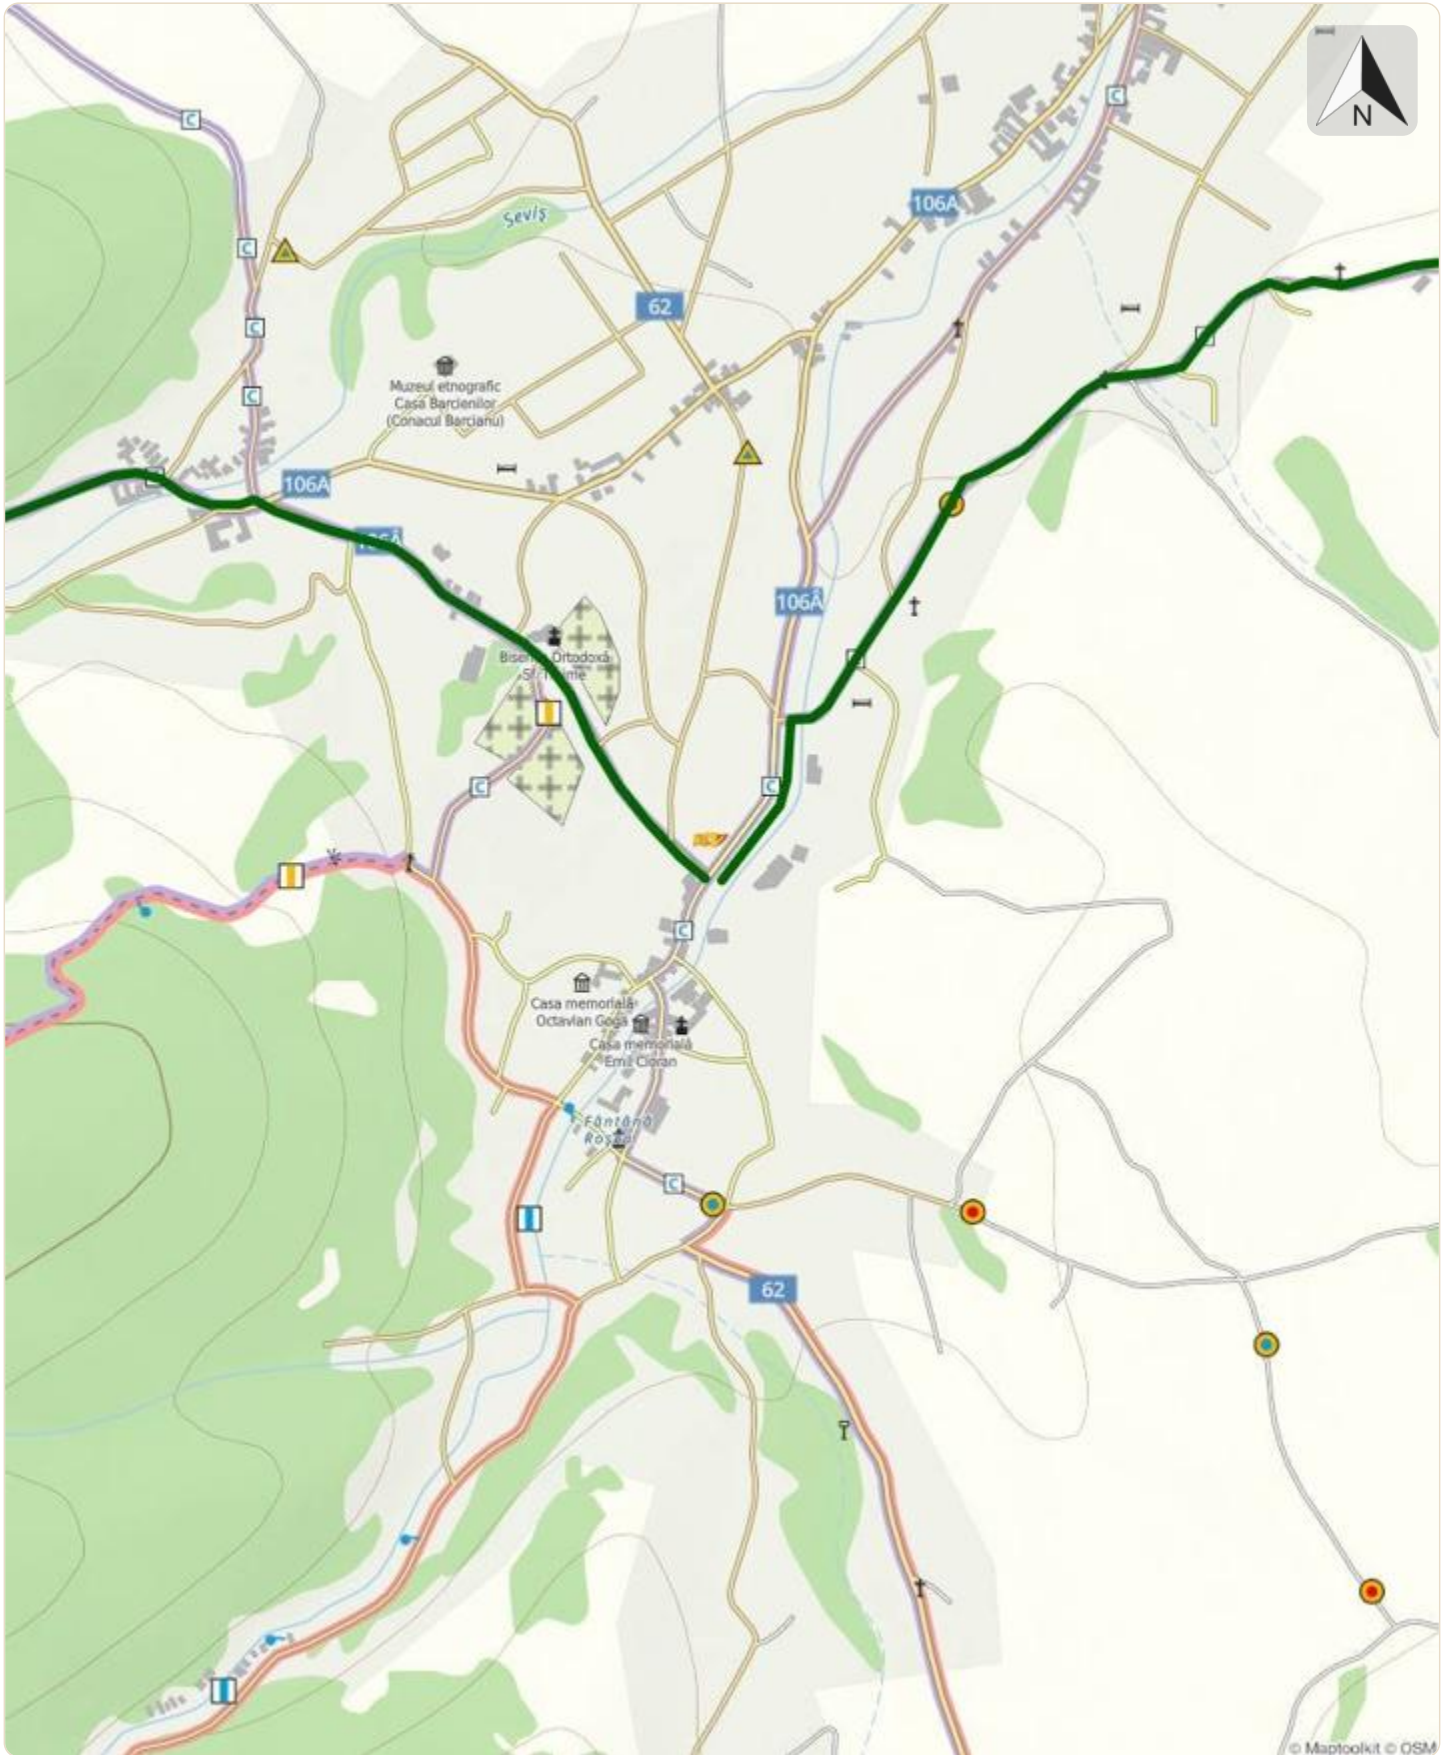 C
N
C
106A
Seviș
C
62
C
Muzeul etnografic
Casa Barcienilor
(Conacul Barcianu)
C
106A
106A
Biserica Ortodoxă
C
C
C
Casa memorială
Octavian Goga
Casa memorială
Emil Cioran
Fântâna
Roșca
C
62
© Maptoolkit © OSM